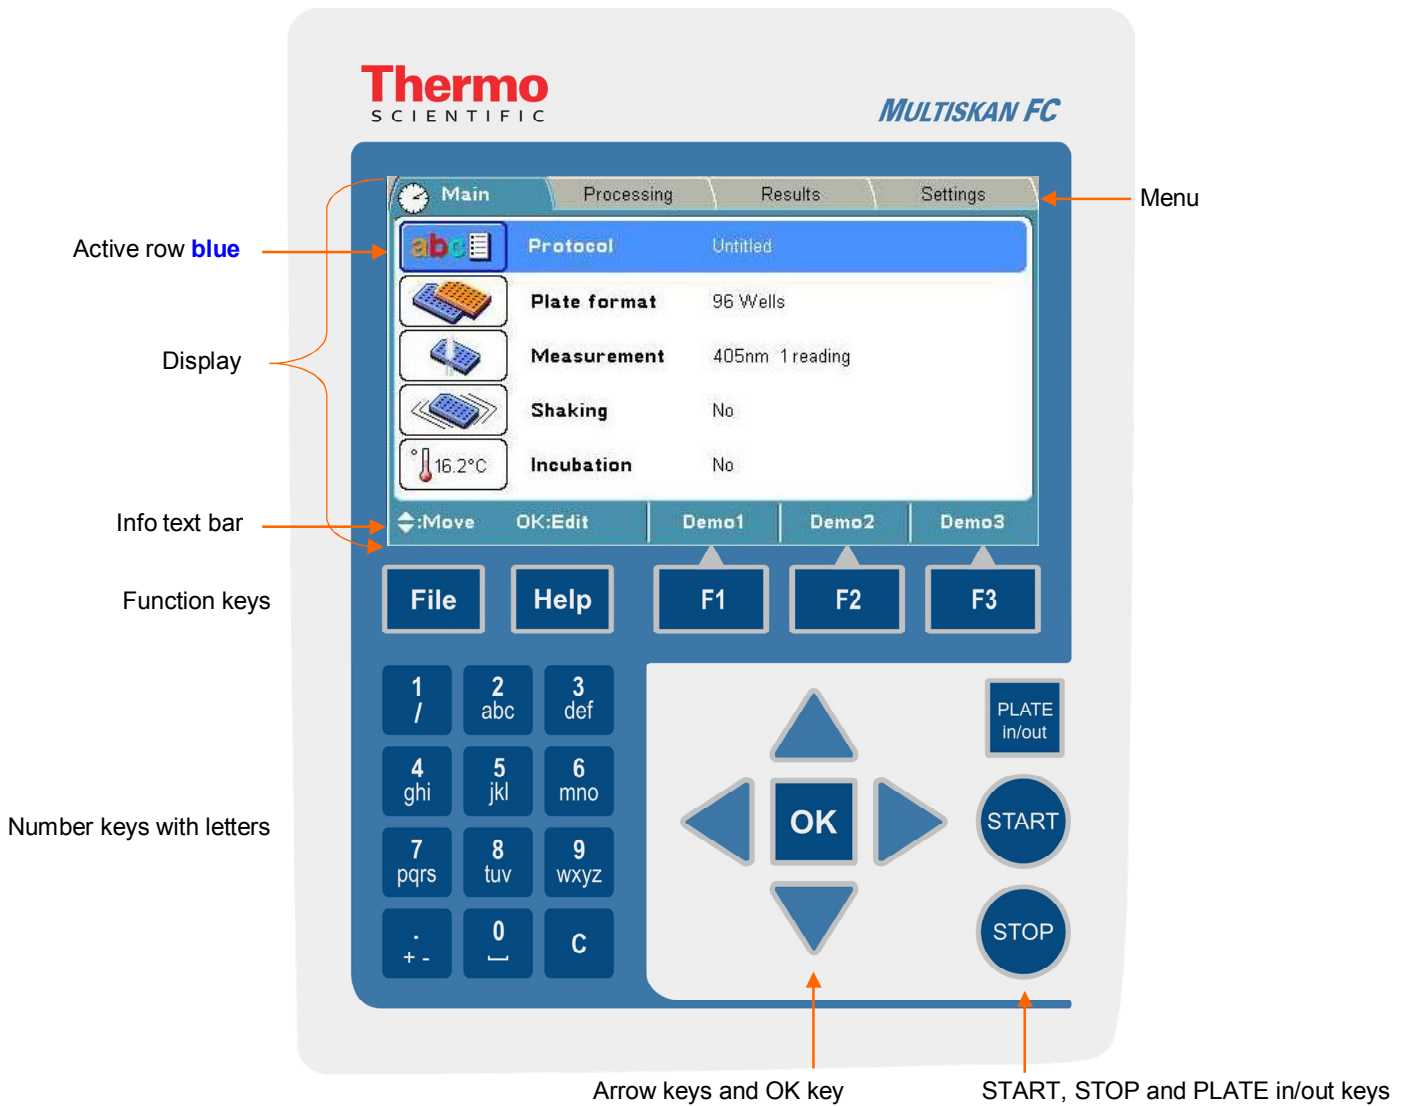 Thermo
SCIENTIFIC
MULTISKAN FC
Main Processing Results Settings
Menu
Active row blue
abc Protocol Untitled
Plate format 96 Wells
Display
Measurement 405nm 1 reading
Shaking No
16.2°C Incubation No
Info text bar
:Move OK:Edit Demo1 Demo2 Demo3
Function keys
File Help F1 F2 F3
1 2 3
/ abc def
PLATE
in/out
4 5 6
ghi jkl mno
Number keys with letters
OK
START
7 8 9
pqrs tuv wxyz
. 0 C
+ -
STOP
Arrow keys and OK key
START, STOP and PLATE in/out keys